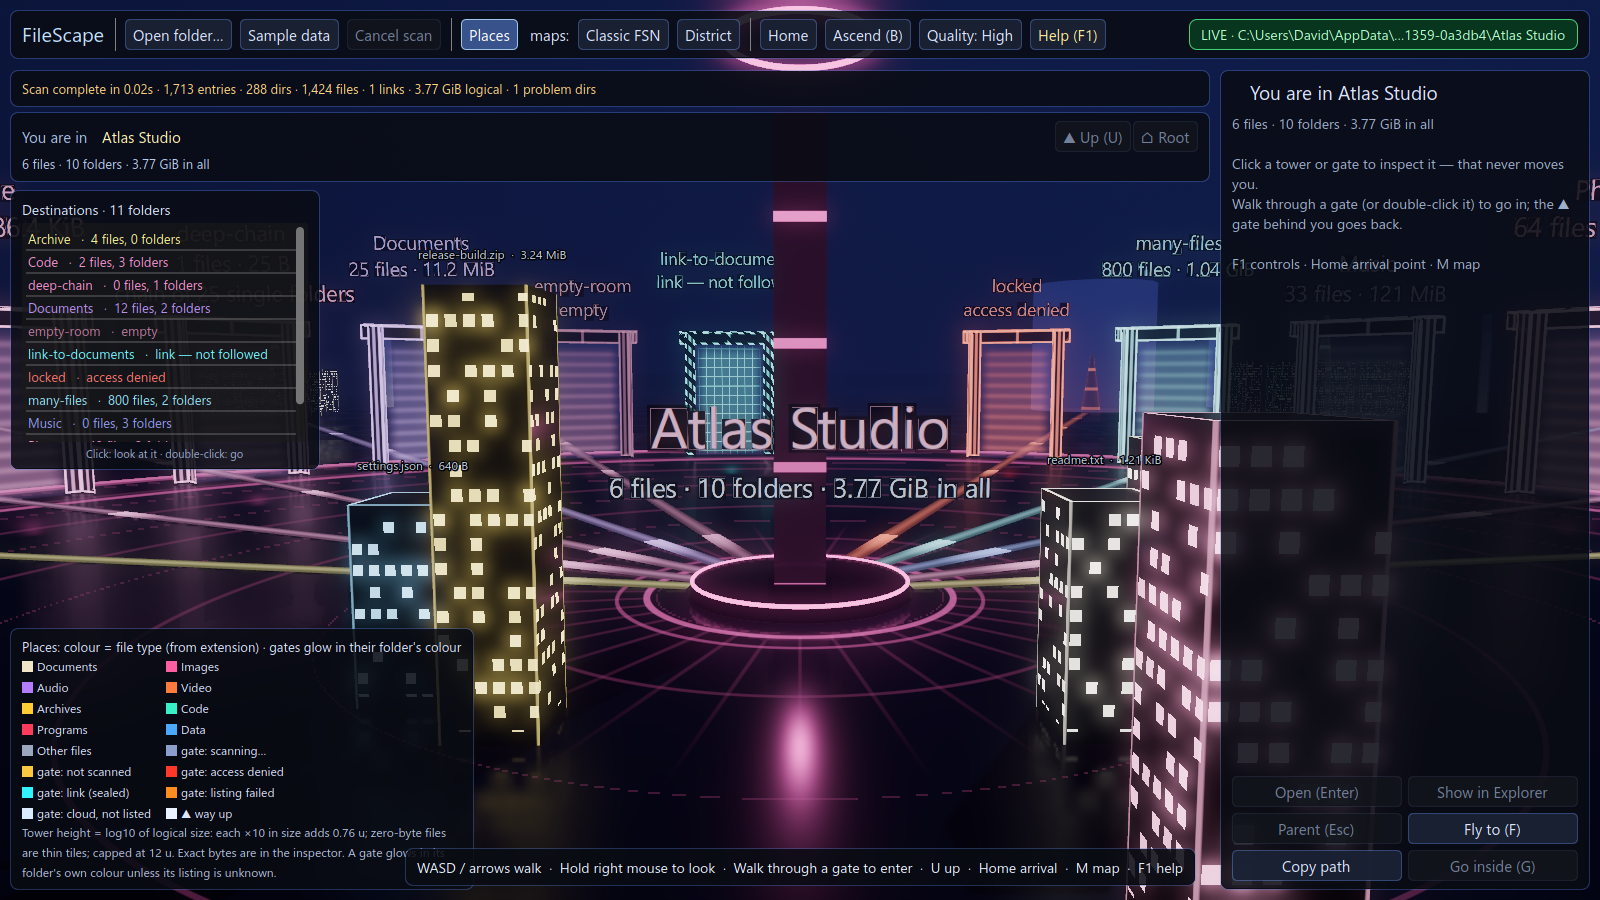 FileScape Open folder... Sample data Cancel scan Places maps: Classic FSN District Home Ascend (B) Quality: High Help (F1) LIVE · C:\Users\David\AppData\...1359-0a3db4\Atlas Studio
Scan complete in 0.02s · 1,713 entries · 288 dirs · 1,424 files · 1 links · 3.77 GiB logical · 1 problem dirs
You are in Atlas Studio ▲ Up (U) Root
6 files · 10 folders · 3.77 GiB in all
Destinations · 11 folders
Archive · 4 files, 0 folders
Code · 2 files, 3 folders
deep-chain · 0 files, 1 folders
Documents · 12 files, 2 folders
empty-room · empty
link-to-documents · link — not followed
locked · access denied
many-files · 800 files, 2 folders
Music · 0 files, 3 folders
Click: look at it · double-click: go
Documents
25 files · 11.2 MiB
release-build.zip · 3.24 MiB
empty-room
empty
link-to-docume
link — not follow
locked
access denied
many-files
800 files · 1.04 GiB
33 files · 121 MiB
64 files
settings.json · 640 B
readme.txt · 1.21 KiB
Atlas Studio
6 files · 10 folders · 3.77 GiB in all
You are in Atlas Studio
6 files · 10 folders · 3.77 GiB in all
Click a tower or gate to inspect it — that never moves
you.
Walk through a gate (or double-click it) to go in; the ▲
gate behind you goes back.
F1 controls · Home arrival point · M map
Open (Enter) Show in Explorer
Parent (Esc) Fly to (F)
Copy path Go inside (G)
Places: colour = file type (from extension) · gates glow in their folder's colour
Documents Images
Audio Video
Archives Code
Programs Data
Other files gate: scanning...
gate: not scanned gate: access denied
gate: link (sealed) gate: listing failed
gate: cloud, not listed ▲ way up
Tower height = log10 of logical size: each ×10 in size adds 0.76 u; zero-byte files
are thin tiles; capped at 12 u. Exact bytes are in the inspector. A gate glows in its
folder's own colour unless its listing is unknown.
WASD / arrows walk · Hold right mouse to look · Walk through a gate to enter · U up · Home arrival · M map · F1 help